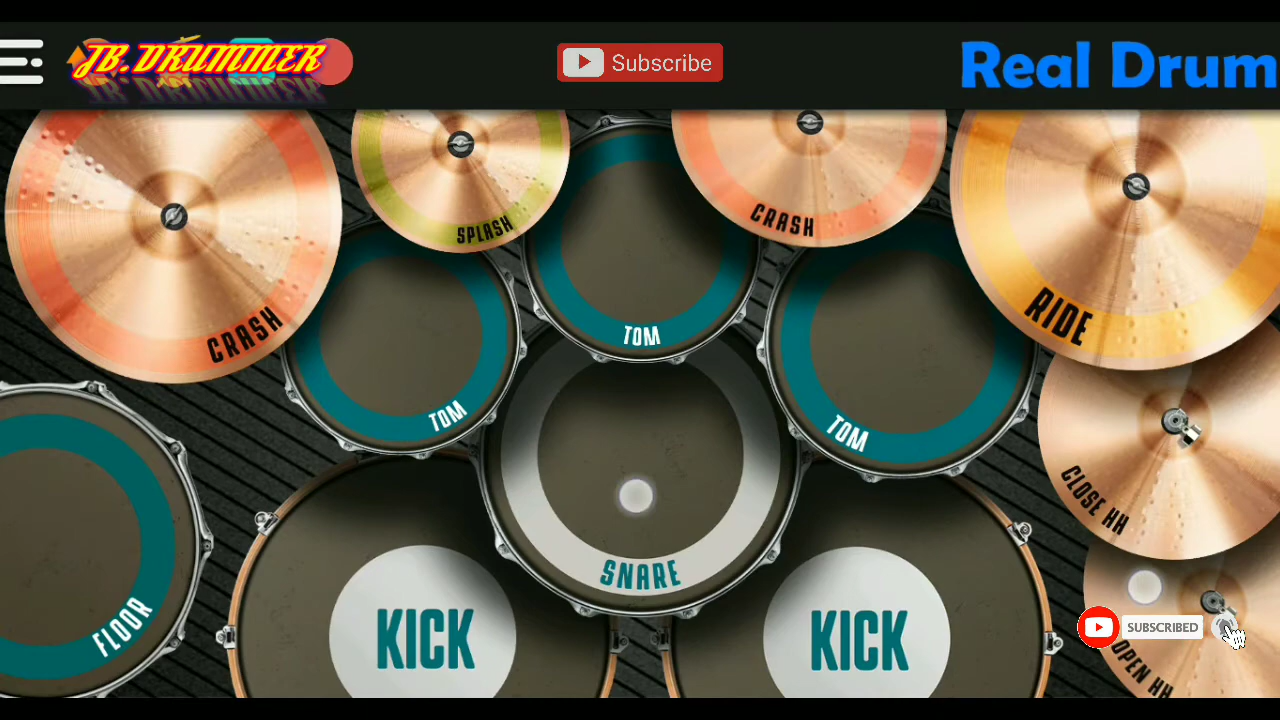 JB.DRUMMER
Subscribe
Real Drum
CRASH
SPLASH
CRASH
RIDE
TOM
TOM
TOM
CLOSE HH
SNARE
FLOOR
KICK
KICK
SUBSCRIBED
OPEN HH